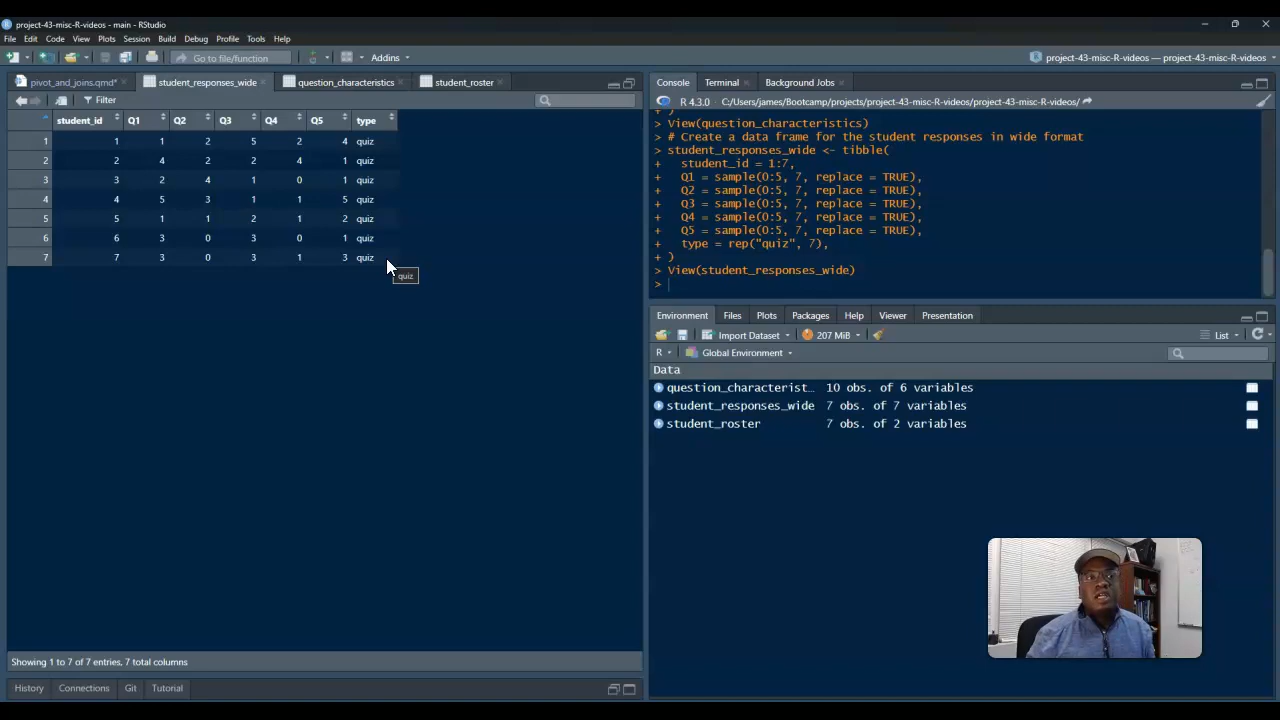 project-43-misc-R-videos - main - RStudio
File Edit Code View Plots Session Build Debug Profile Tools Help
Go to file/function Addins project-43-misc-R-videos — project-43-misc-R-videos
pivot_and_joins.qmd* student_responses_wide question_characteristics student_roster
Filter
student_id Q1 Q2 Q3 Q4 Q5 type
1 1 1 2 5 2 4 quiz
2 2 4 2 2 4 1 quiz
3 3 2 4 1 0 1 quiz
4 4 5 3 1 1 5 quiz
5 5 1 1 2 1 2 quiz
6 6 3 0 3 0 1 quiz
7 7 3 0 3 1 3 quiz
quiz
Showing 1 to 7 of 7 entries, 7 total columns
History Connections Git Tutorial
Console Terminal Background Jobs
R 4.3.0 C:/Users/james/Bootcamp/projects/project-43-misc-R-videos/project-43-misc-R-videos/
+ )
> View(question_characteristics)
> # Create a data frame for the student responses in wide format
> student_responses_wide <- tibble(
+ student_id = 1:7,
+ Q1 = sample(0:5, 7, replace = TRUE),
+ Q2 = sample(0:5, 7, replace = TRUE),
+ Q3 = sample(0:5, 7, replace = TRUE),
+ Q4 = sample(0:5, 7, replace = TRUE),
+ Q5 = sample(0:5, 7, replace = TRUE),
+ type = rep("quiz", 7),
+ )
> View(student_responses_wide)
>
Environment Files Plots Packages Help Viewer Presentation
Import Dataset 207 MiB List
R Global Environment
Data
question_characterist… 10 obs. of 6 variables
student_responses_wide 7 obs. of 7 variables
student_roster 7 obs. of 2 variables